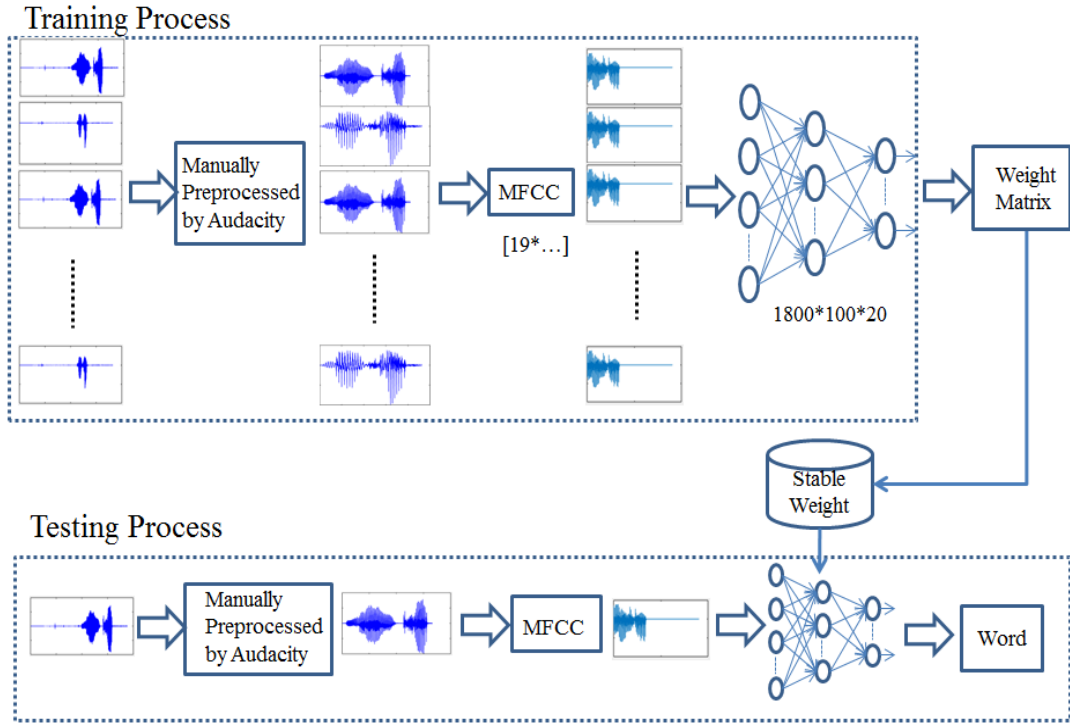 Training Process
Manually
Preprocessed
by Audacity
MFCC
[19*...]
1800*100*20
Weight
Matrix
Stable
Weight
Testing Process
Manually
Preprocessed
by Audacity
MFCC
Word